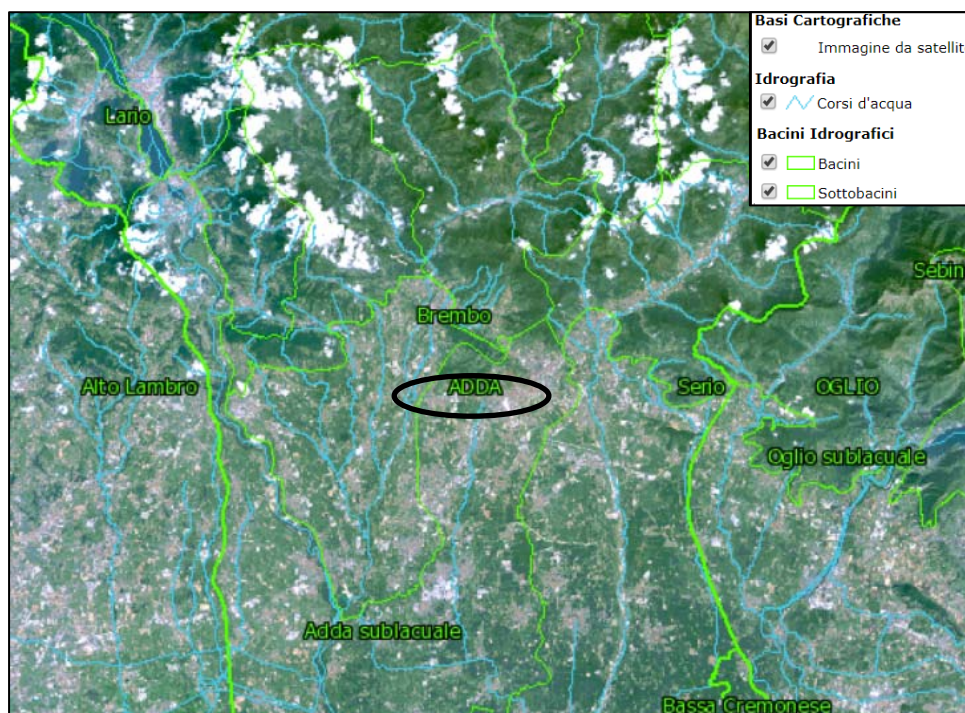 Basi Cartografiche
Immagine da satellit
Idrografia
Corsi d'acqua
Bacini Idrografici
Bacini
Sottobacini
Lario
Sebin
Brembo
Alto Lambro
ADDA
Serio
OGLIO
Oglio sublacuale
Adda sublacuale
Bassa Cremonese